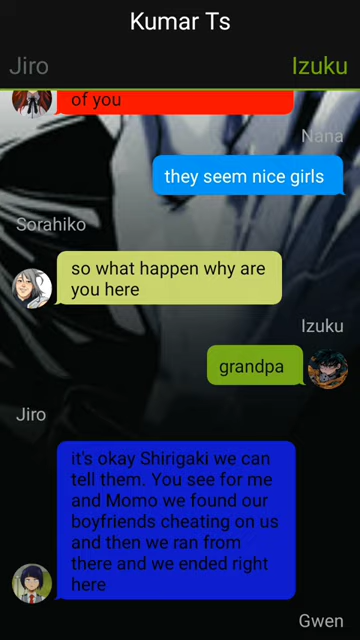 Kumar Ts
Jiro
Izuku
of you
Nana
they seem nice girls
Sorahiko
so what happen why are
you here
Izuku
grandpa
Jiro
it's okay Shirigaki we can
tell them. You see for me
and Momo we found our
boyfriends cheating on us
and then we ran from
there and we ended right
here
Gwen